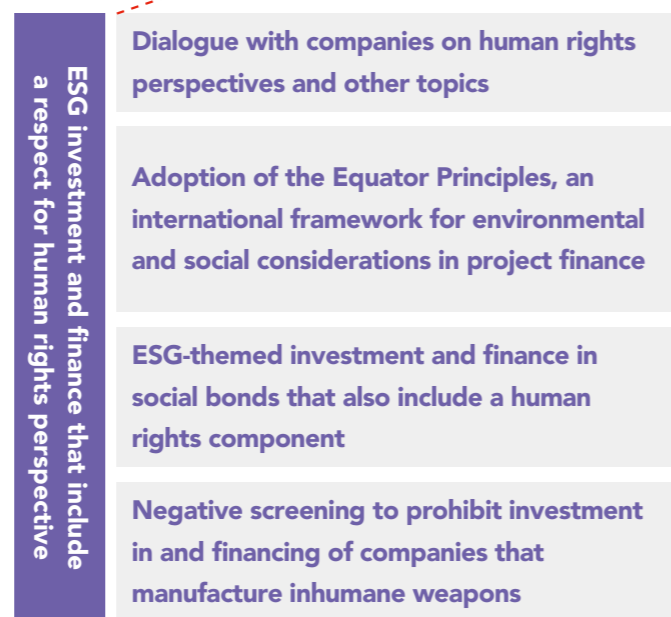 ESG investment and finance that include
a respect for human rights perspective
Dialogue with companies on human rights
perspectives and other topics
Adoption of the Equator Principles, an
international framework for environmental
and social considerations in project finance
ESG-themed investment and finance in
social bonds that also include a human
rights component
Negative screening to prohibit investment
in and financing of companies that
manufacture inhumane weapons